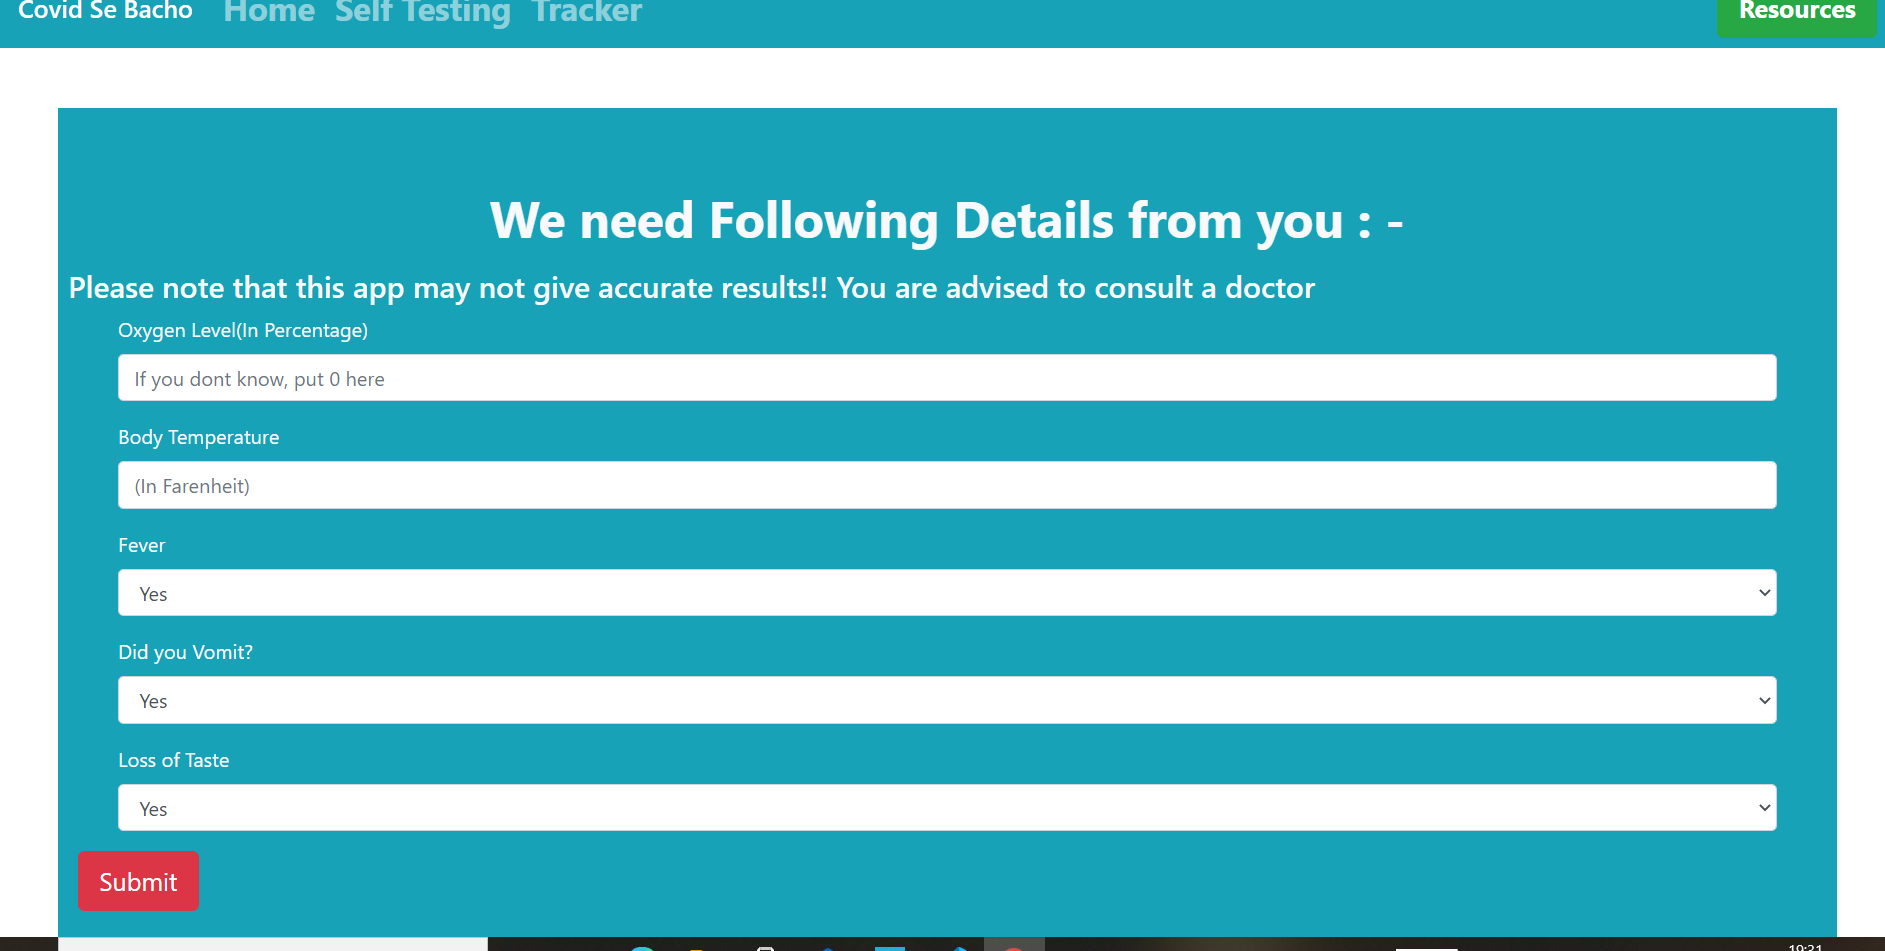 Covid Se Bacho Home Self Testing Tracker Resources
We need Following Details from you : -
Please note that this app may not give accurate results!! You are advised to consult a doctor
Oxygen Level(In Percentage)
If you dont know, put 0 here
Body Temperature
(In Farenheit)
Fever
Yes
Did you Vomit?
Yes
Loss of Taste
Yes
Submit
19:31